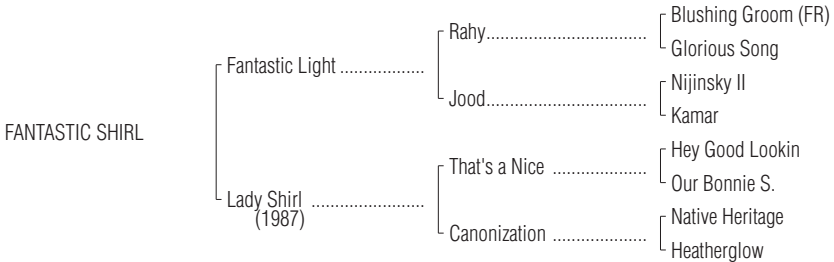 Blushing Groom (FR)
Rahy..................................
Glorious Song
Fantastic Light ..................
Nijinsky II
Jood..................................
Kamar
FANTASTIC SHIRL
Hey Good Lookin
That's a Nice ....................
Our Bonnie S.
Lady Shirl ........................
(1987)
Native Heritage
Canonization ....................
Heatherglow